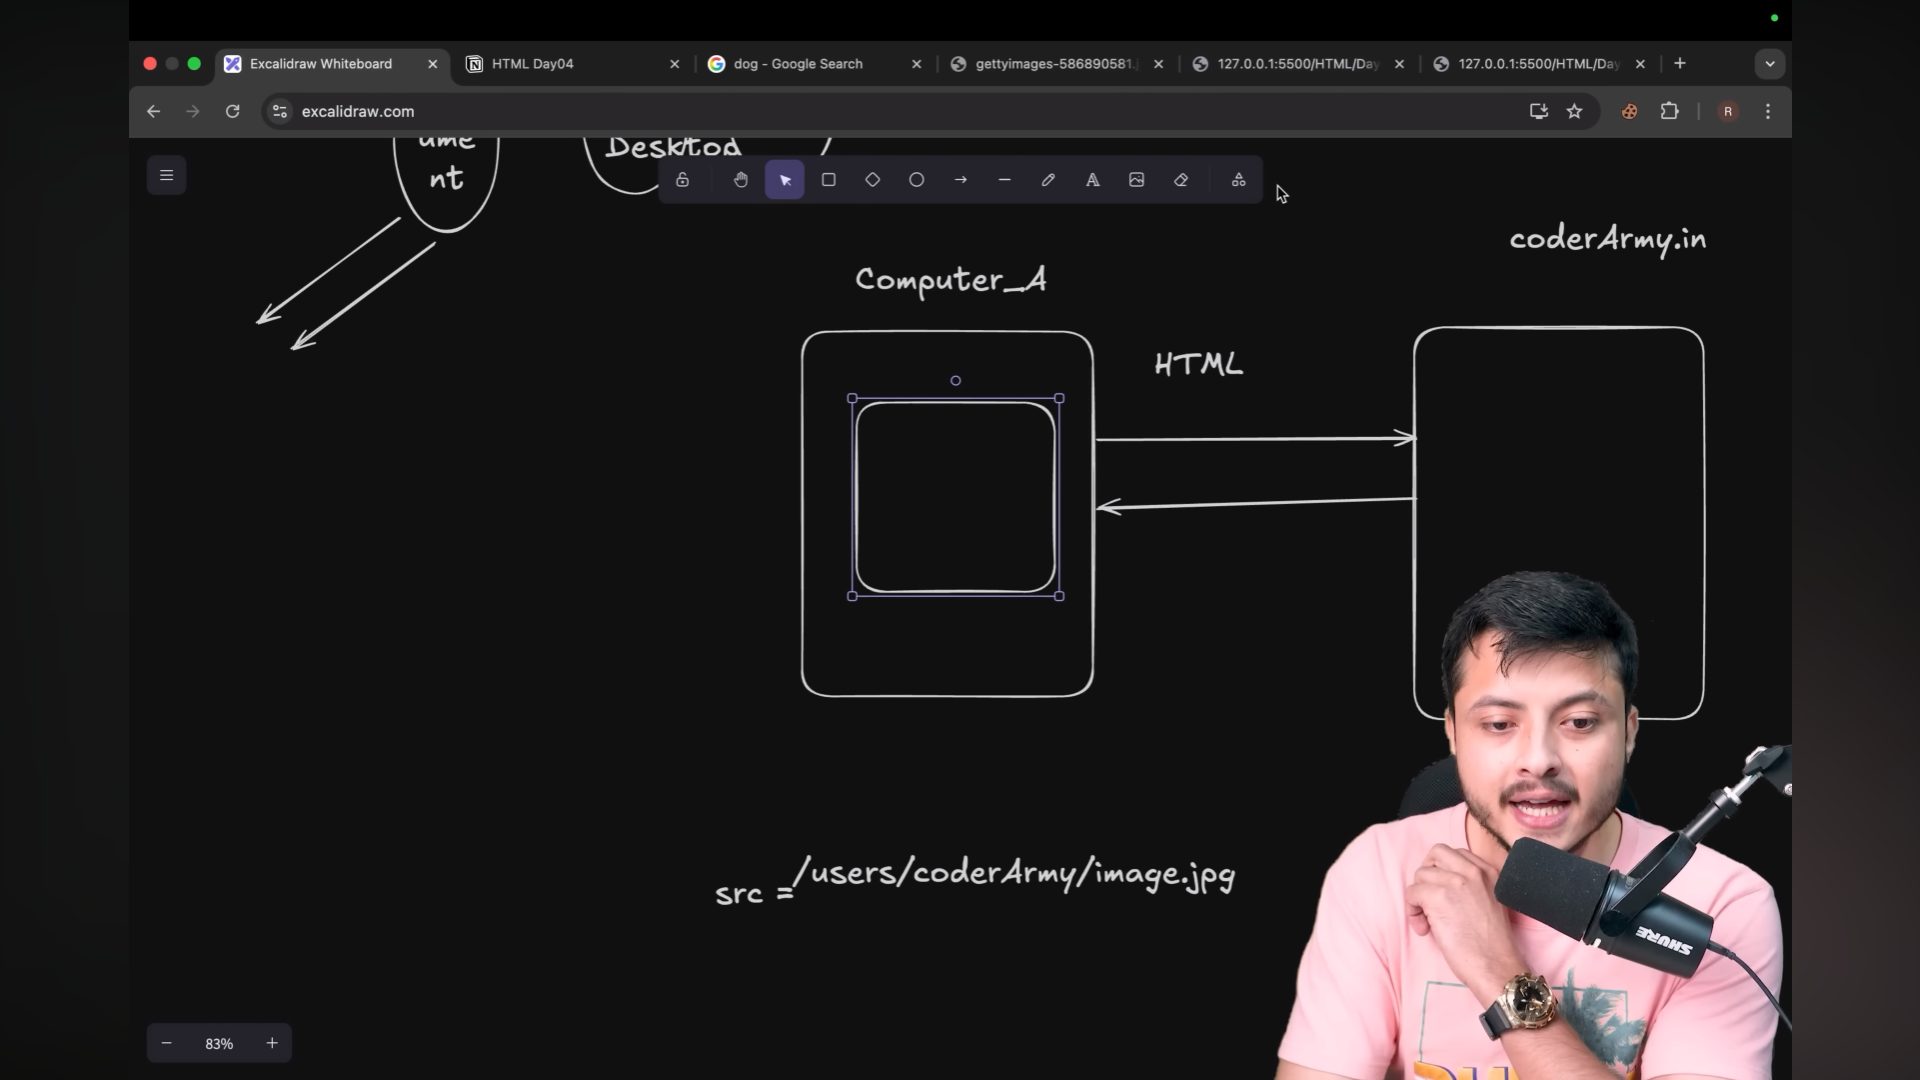 Excalidraw Whiteboard
HTML Day04
dog - Google Search
gettyimages-586890581.j
127.0.0.1:5500/HTML/Day
127.0.0.1:5500/HTML/Day
excalidraw.com
R
ume
nt
Desktop
coderArmy.in
Computer_A
HTML
src =/users/coderArmy/image.jpg
SHURE
83%